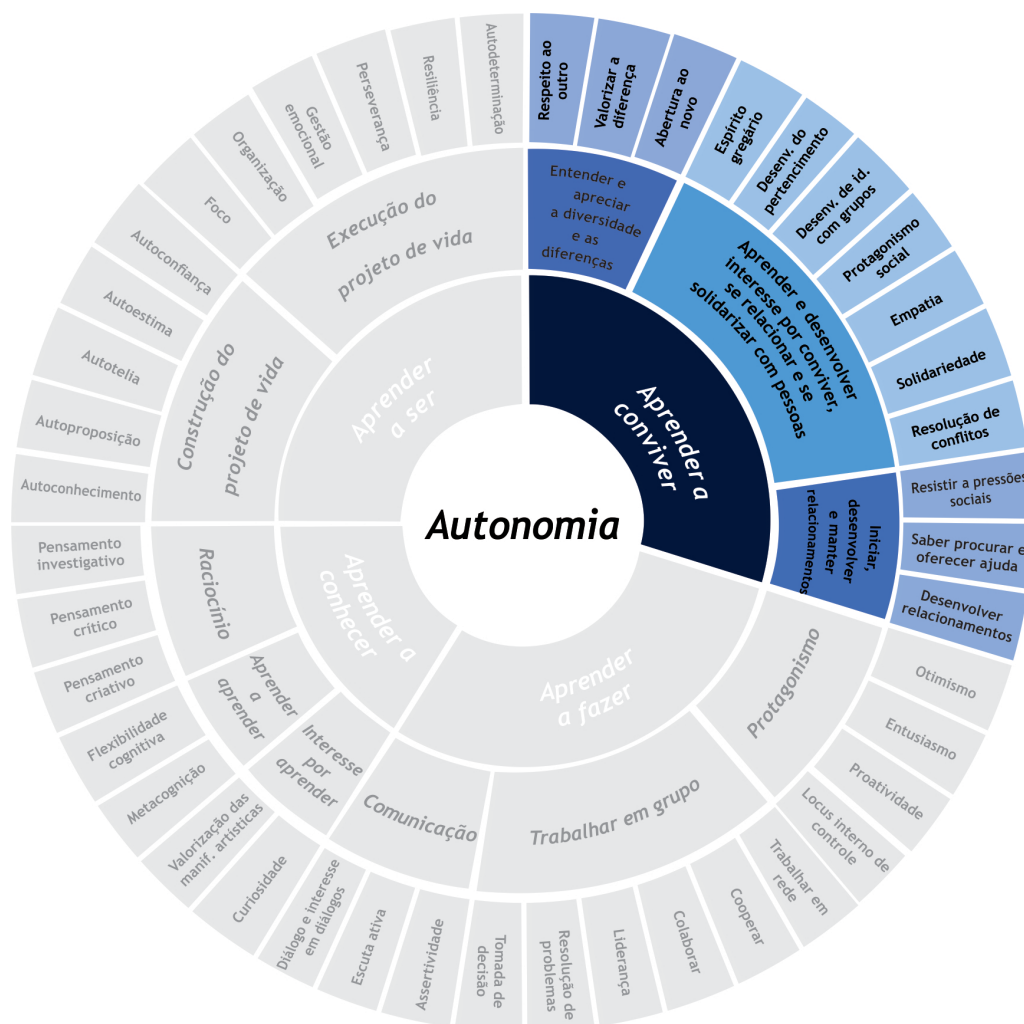 Autonomia
Aprender a
conviver
Entender e
apreciar
a diversidade
e as
diferenças
Respeito ao
outro
Valorizar a
diferença
Abertura ao
novo
Aprender e desenvolver
interesse por conviver,
se relacionar e se
solidarizar com pessoas
Espírito
gregário
Desenv. do
pertencimento
Desenv. de id.
com grupos
Protagonismo
social
Empatia
Solidariedade
Resolução de
conflitos
Iniciar,
desenvolver
e manter
relacionamentos
Resistir a pressões
sociais
Saber procurar e
oferecer ajuda
Desenvolver
relacionamentos
Aprender
a fazer
Protagonismo
Otimismo
Entusiasmo
Proatividade
Locus interno de
controle
Trabalhar em grupo
Trabalhar em
rede
Cooperar
Colaborar
Liderança
Resolução de
problemas
Tomada de
decisão
Comunicação
Assertividade
Escuta ativa
Diálogo e interesse
em diálogos
Aprender a
conhecer
Interesse
por
aprender
Curiosidade
Valorização das
manif. artísticas
Aprender
a
aprender
Metacognição
Flexibilidade
cognitiva
Raciocínio
Pensamento
criativo
Pensamento
crítico
Pensamento
investigativo
Aprender
a ser
Construção do
projeto de vida
Autoconhecimento
Autoproposição
Autotelia
Autoestima
Autoconfiança
Execução do
projeto de vida
Foco
Organização
Gestão
emocional
Perseverança
Resiliência
Autodeterminação